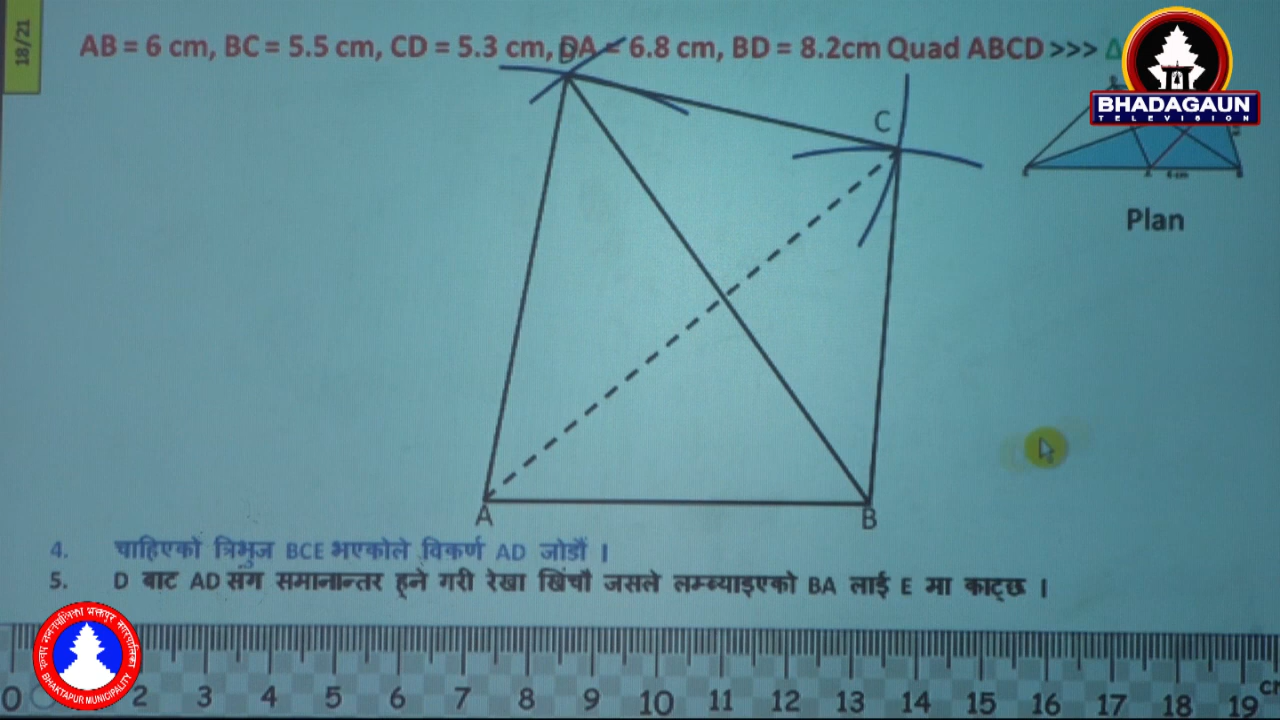 18/21
AB = 6 cm, BC = 5.5 cm, CD = 5.3 cm, DA = 6.8 cm, BD = 8.2cm Quad ABCD >>> Δ
BHADAGAUN
TELEVISION
D
C
6 cm
Plan
A
B
4. चाहिएको त्रिभुज BCE भएकोले विकर्ण AD जोडौं ।
5. D बाट AD संग समानान्तर हुने गरी रेखा खिंचौ जसले लम्ब्याइएको BA लाई E मा काट्छ ।
BHAKTAPUR MUNICIPALITY
0 2 3 4 5 6 7 8 9 10 11 12 13 14 15 16 17 18 19